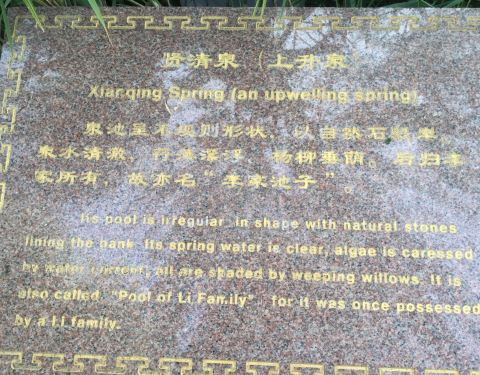 贤清泉（上升泉）
Xianqing Spring (an upwelling spring)
泉池呈不规则形状，以自然石驳岸。
泉水清澈，荇藻漂浮，杨柳垂荫。后归李
家所有，故亦名“李家池子”。
Its pool is irregular in shape with natural stones
lining the bank. Its spring water is clear, algae is caressed
by water current, all are shaded by weeping willows. It is
also called "Pool of Li Family" for it was once possessed
by a Li family.